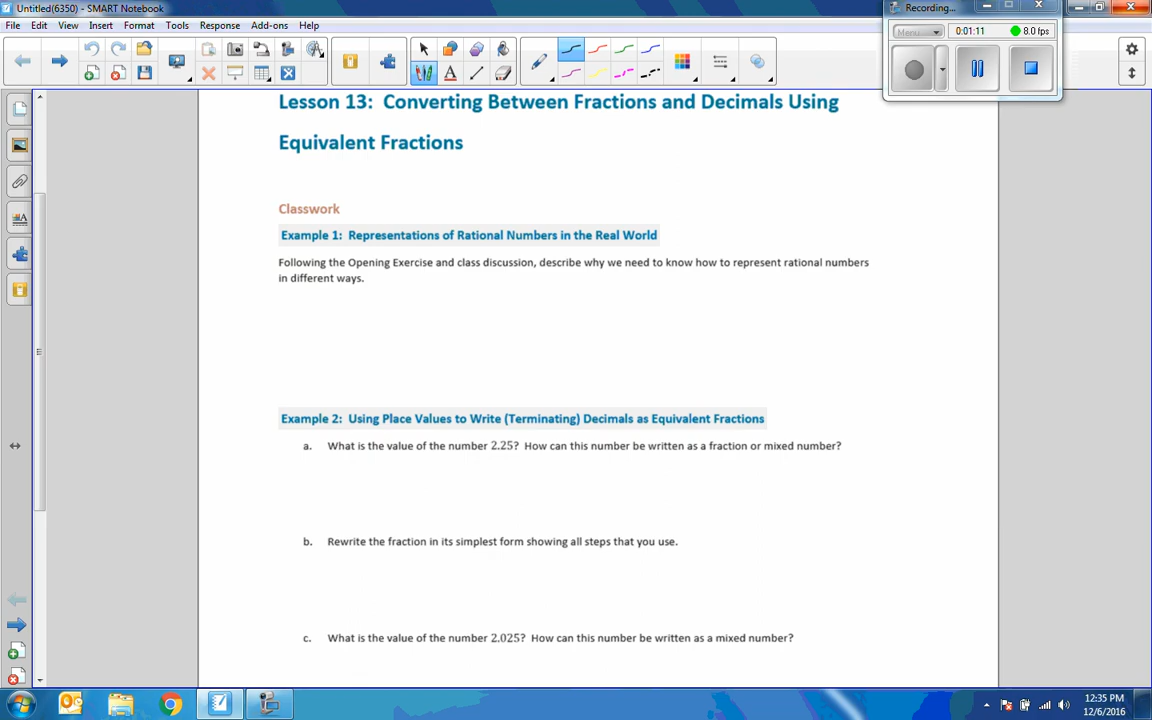 Untitled(6350) - SMART Notebook
Recording...
File Edit View Insert Format Tools Response Add-ons Help
Menu 0:01:11 8.0 fps
Lesson 13: Converting Between Fractions and Decimals Using
Equivalent Fractions
Classwork
Example 1: Representations of Rational Numbers in the Real World
Following the Opening Exercise and class discussion, describe why we need to know how to represent rational numbers
in different ways.
Example 2: Using Place Values to Write (Terminating) Decimals as Equivalent Fractions
a. What is the value of the number 2.25? How can this number be written as a fraction or mixed number?
b. Rewrite the fraction in its simplest form showing all steps that you use.
c. What is the value of the number 2.025? How can this number be written as a mixed number?
12:35 PM
12/6/2016